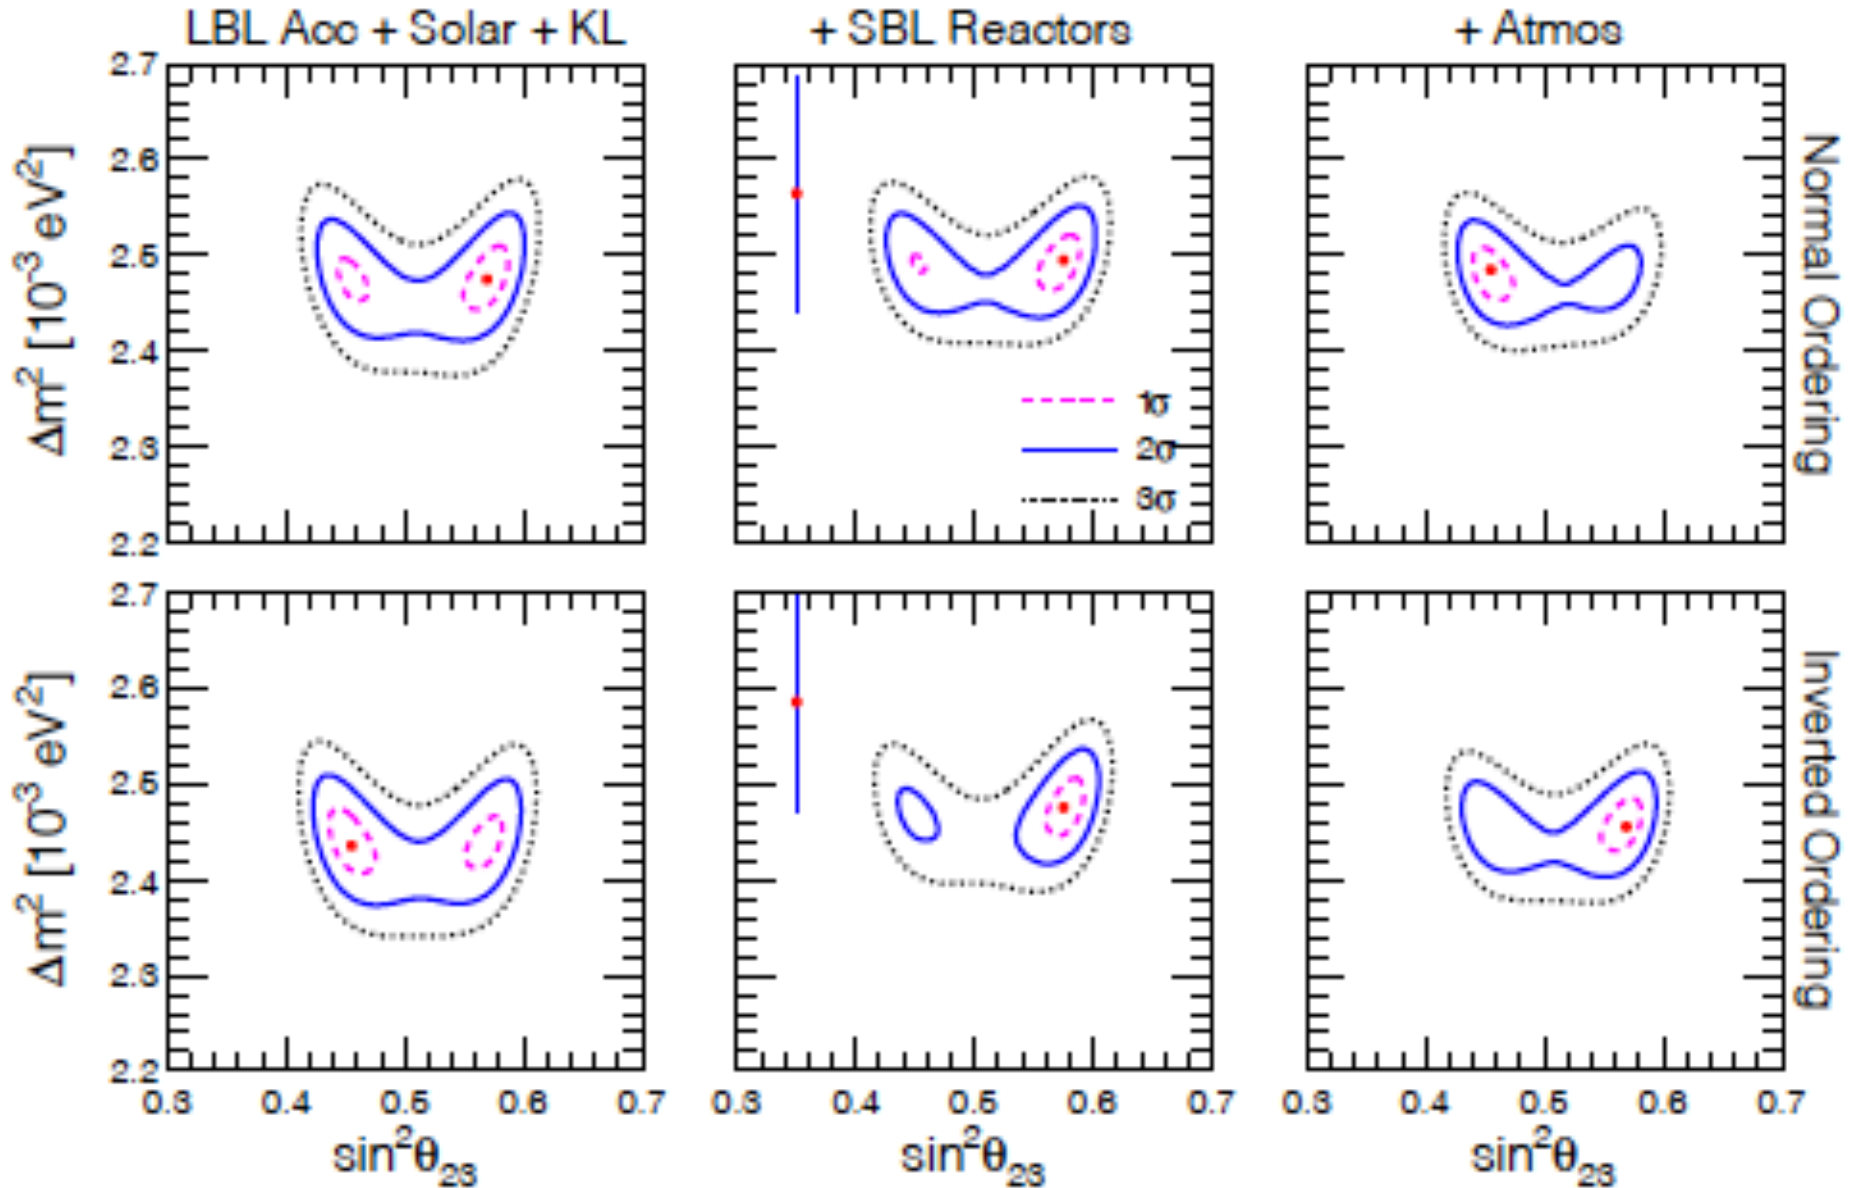 LBL Acc + Solar + KL
+ SBL Reactors
+ Atmos
2.7
2.6
2.5
2.4
2.3
2.2
Δm² [10⁻³ eV²]
1σ
2σ
3σ
Normal Ordering
2.7
2.6
2.5
2.4
2.3
2.2
Δm² [10⁻³ eV²]
Inverted Ordering
0.3 0.4 0.5 0.6 0.7
0.3 0.4 0.5 0.6 0.7
0.3 0.4 0.5 0.6 0.7
sin²θ₂₃
sin²θ₂₃
sin²θ₂₃